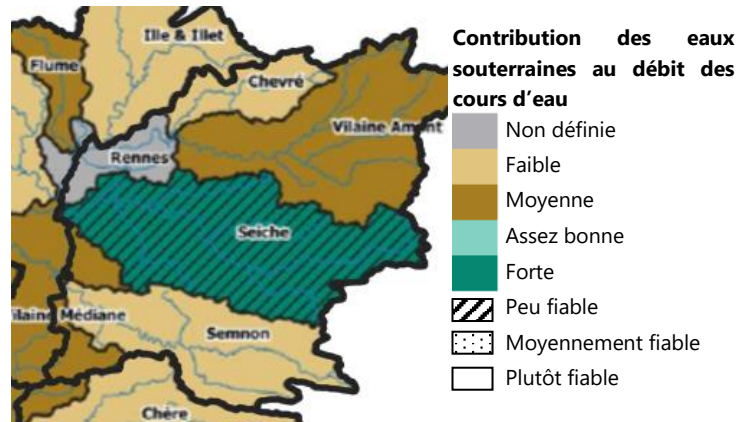 Ille & Illet
Flume
Chevré
Vilaine Amont
Rennes
Seiche
Vilaine Médiane
Semnon
Chère
Contribution des eaux
souterraines au débit des
cours d'eau
Non définie
Faible
Moyenne
Assez bonne
Forte
Peu fiable
Moyennement fiable
Plutôt fiable